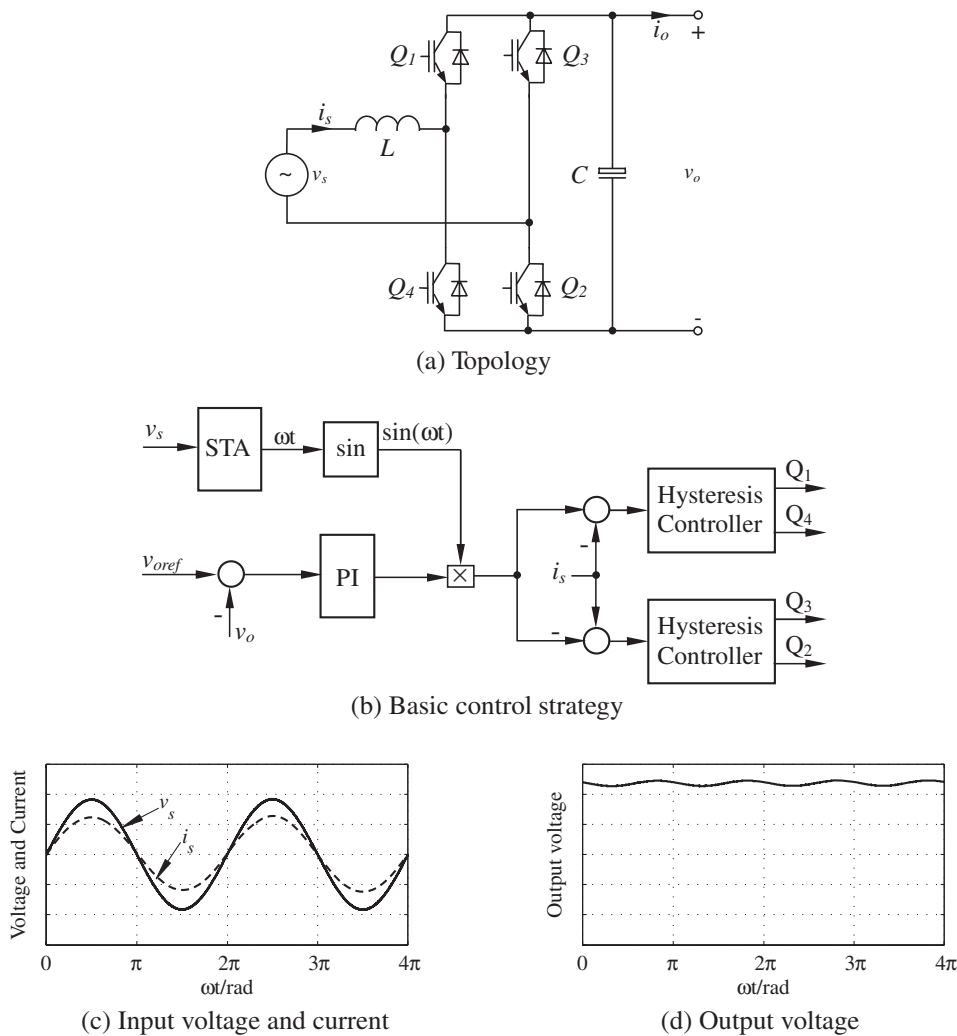 i_o
+
Q_1
Q_3
i_s
L
~
v_s
C
v_o
Q_4
Q_2
-
(a) Topology
v_s
STA
ωt
sin
sin(ωt)
Hysteresis
Controller
Q_1
Q_4
v_oref
-
v_o
PI
×
-
i_s
-
Hysteresis
Controller
Q_3
Q_2
(b) Basic control strategy
Voltage and Current
v_s
i_s
0 π 2π 3π 4π
ωt/rad
(c) Input voltage and current
Output voltage
0 π 2π 3π 4π
ωt/rad
(d) Output voltage